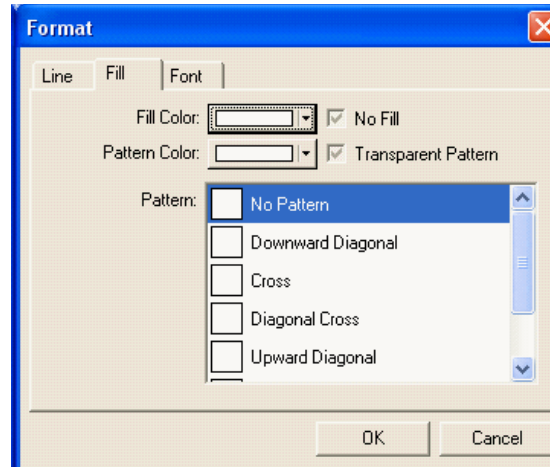 Format
Line Fill Font
Fill Color: No Fill
Pattern Color: Transparent Pattern
Pattern: No Pattern
Downward Diagonal
Cross
Diagonal Cross
Upward Diagonal
OK Cancel